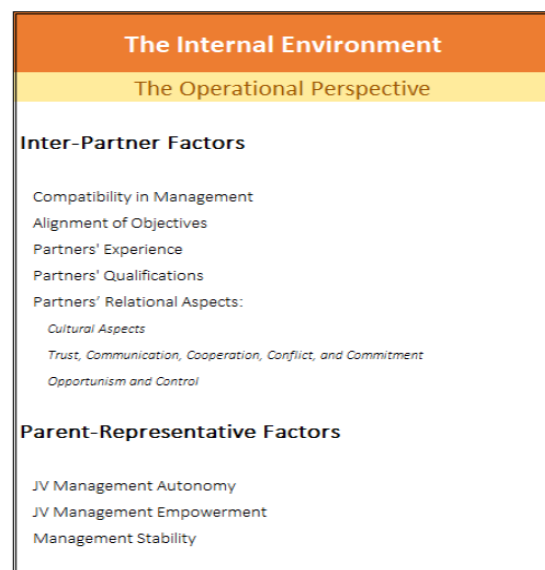 The Internal Environment
The Operational Perspective
Inter-Partner Factors
Compatibility in Management
Alignment of Objectives
Partners' Experience
Partners' Qualifications
Partners’ Relational Aspects:
Cultural Aspects
Trust, Communication, Cooperation, Conflict, and Commitment
Opportunism and Control
Parent-Representative Factors
JV Management Autonomy
JV Management Empowerment
Management Stability